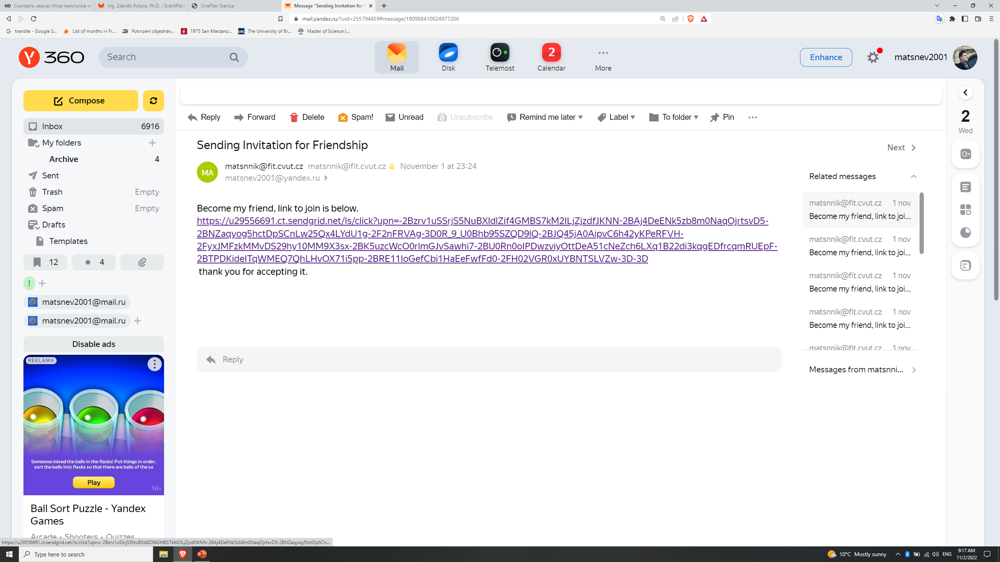 HD Смотреть сериал Игра престолов он
Ing. Zdeněk Rybola, Ph.D. / EventPlann
OnePlan Startup
Message “Sending Invitation for F
mail.yandex.ru/?uid=255794459#message/180988410024977206
translte - Google S...
List of months in Fr...
Potvrzení objednáv...
1975 San Marzano...
UBC The University of Br...
Master of Science (...
Y 360
Search
Mail
Disk
Telemost
2 Calendar
More
Enhance
matsnev2001
Compose
Inbox 6916
My folders
Archive 4
Sent
Trash Empty
Spam Empty
Drafts
Templates
12
4
!
matsnev2001@mail.ru
matsnev2001@mail.ru
Disable ads
REKLAMA
Someone mixed the balls in the flasks! Put things in order,
sort the balls into flasks so that there are balls of the sa
Play
18+
Ball Sort Puzzle - Yandex
Games
Arcade • Shooters • Quizzes
Reply
Forward
Delete
Spam!
Unread
Unsubscribe
Remind me later
Label
To folder
Pin
Sending Invitation for Friendship
Next
MA
matsnnik@fit.cvut.cz matsnnik@fit.cvut.cz November 1 at 23:24
matsnev2001@yandex.ru
Become my friend, link to join is below.
https://u29556691.ct.sendgrid.net/ls/click?upn=-2Bzrv1uSSrjS5NuBXldlZif4GMBS7kM2ILjZjzdfJKNN-2BAj4DeENk5zb8m0NaqOjrtsvD5-
2BNZaqyog5hctDpSCnLw25Qx4LYdU1g-2F2nFRVAg-3D0R_9_U0Bhb95SZQD9lQ-2BJQ45jA0AipvC6h42yKPeRFVH-
2FyxJMFzkMMvDS29hy10MM9X3sx-2BK5uzcWcO0rlmGJvSawhi7-2BU0Rn0oIPDwzviyOttDeA51cNeZch6LXq1B22di3kqgEDfrcqmRUEpF-
2BTPDKideITqWMEQ7QhLHvOX71i5pp-2BRE11IoGefCbi1HaEeFwfFd0-2FH02VGR0xUYBNTSLVZw-3D-3D
thank you for accepting it.
Reply
Related messages
matsnnik@fit.cvut.cz 1 nov
Become my friend, link to joi...
matsnnik@fit.cvut.cz 1 nov
Become my friend, link to joi...
matsnnik@fit.cvut.cz 1 nov
Become my friend, link to joi...
matsnnik@fit.cvut.cz 1 nov
Become my friend, link to joi...
matsnnik@fit.cvut.cz 1 nov
Messages from matsnni...
2
Wed
https://u29556691.ct.sendgrid.net/ls/click?upn=-2Bzrv1uSSrjS5NuBXldlZif4GMBS7kM2ILjZjzdfJKNN-2BAj4DeENk5zb8m0NaqOjrtsvD5-2BNZaqyog5hctDpSCn...
Type here to search
10°C Mostly sunny
ENG
9:17 AM
11/2/2022